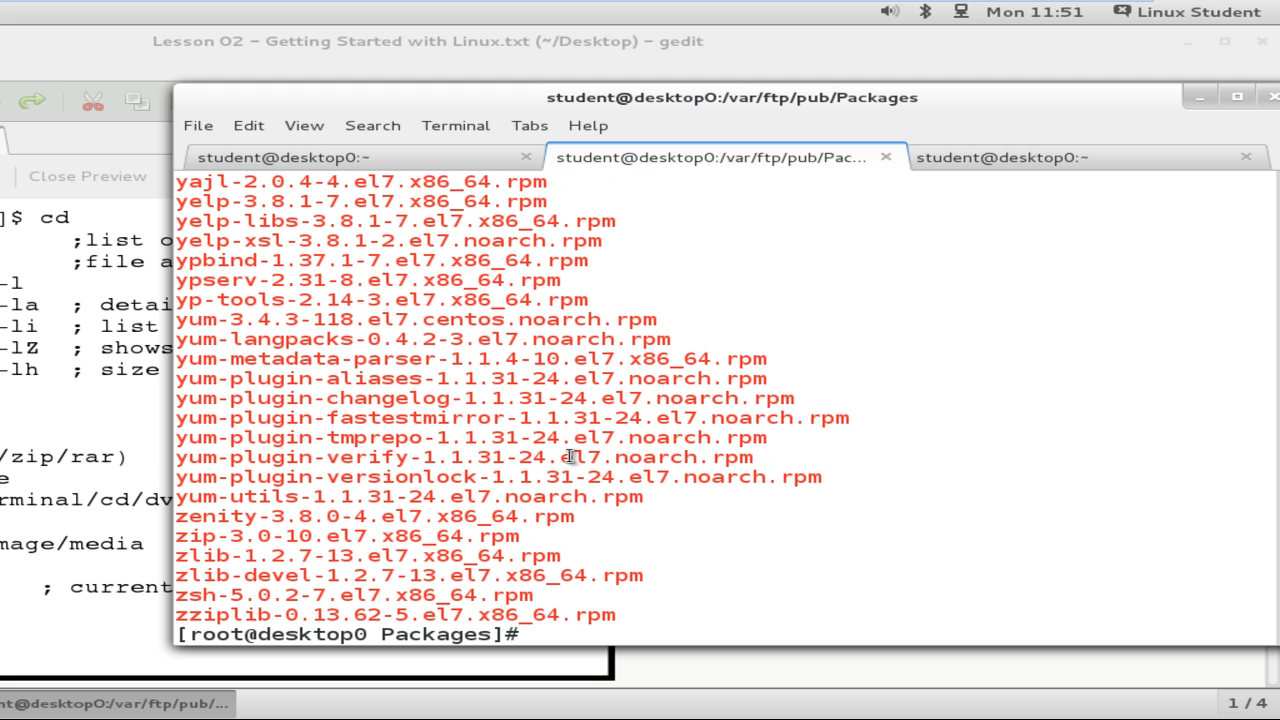 Mon 11:51 Linux Student
Lesson 02 – Getting Started with Linux.txt (~/Desktop) – gedit
student@desktop0:/var/ftp/pub/Packages
File Edit View Search Terminal Tabs Help
student@desktop0:~ student@desktop0:/var/ftp/pub/Pac... student@desktop0:~
Close Preview
]$ cd
;list o
;file a
-l
-la ; detai
-li ; list
-lZ ; shows
-lh ; size
/zip/rar)
e
rminal/cd/dv
mage/media
; current
yajl-2.0.4-4.el7.x86_64.rpm
yelp-3.8.1-7.el7.x86_64.rpm
yelp-libs-3.8.1-7.el7.x86_64.rpm
yelp-xsl-3.8.1-2.el7.noarch.rpm
ypbind-1.37.1-7.el7.x86_64.rpm
ypserv-2.31-8.el7.x86_64.rpm
yp-tools-2.14-3.el7.x86_64.rpm
yum-3.4.3-118.el7.centos.noarch.rpm
yum-langpacks-0.4.2-3.el7.noarch.rpm
yum-metadata-parser-1.1.4-10.el7.x86_64.rpm
yum-plugin-aliases-1.1.31-24.el7.noarch.rpm
yum-plugin-changelog-1.1.31-24.el7.noarch.rpm
yum-plugin-fastestmirror-1.1.31-24.el7.noarch.rpm
yum-plugin-tmprepo-1.1.31-24.el7.noarch.rpm
yum-plugin-verify-1.1.31-24.el7.noarch.rpm
yum-plugin-versionlock-1.1.31-24.el7.noarch.rpm
yum-utils-1.1.31-24.el7.noarch.rpm
zenity-3.8.0-4.el7.x86_64.rpm
zip-3.0-10.el7.x86_64.rpm
zlib-1.2.7-13.el7.x86_64.rpm
zlib-devel-1.2.7-13.el7.x86_64.rpm
zsh-5.0.2-7.el7.x86_64.rpm
zziplib-0.13.62-5.el7.x86_64.rpm
[root@desktop0 Packages]#
nt@desktop0:/var/ftp/pub/... 1 / 4